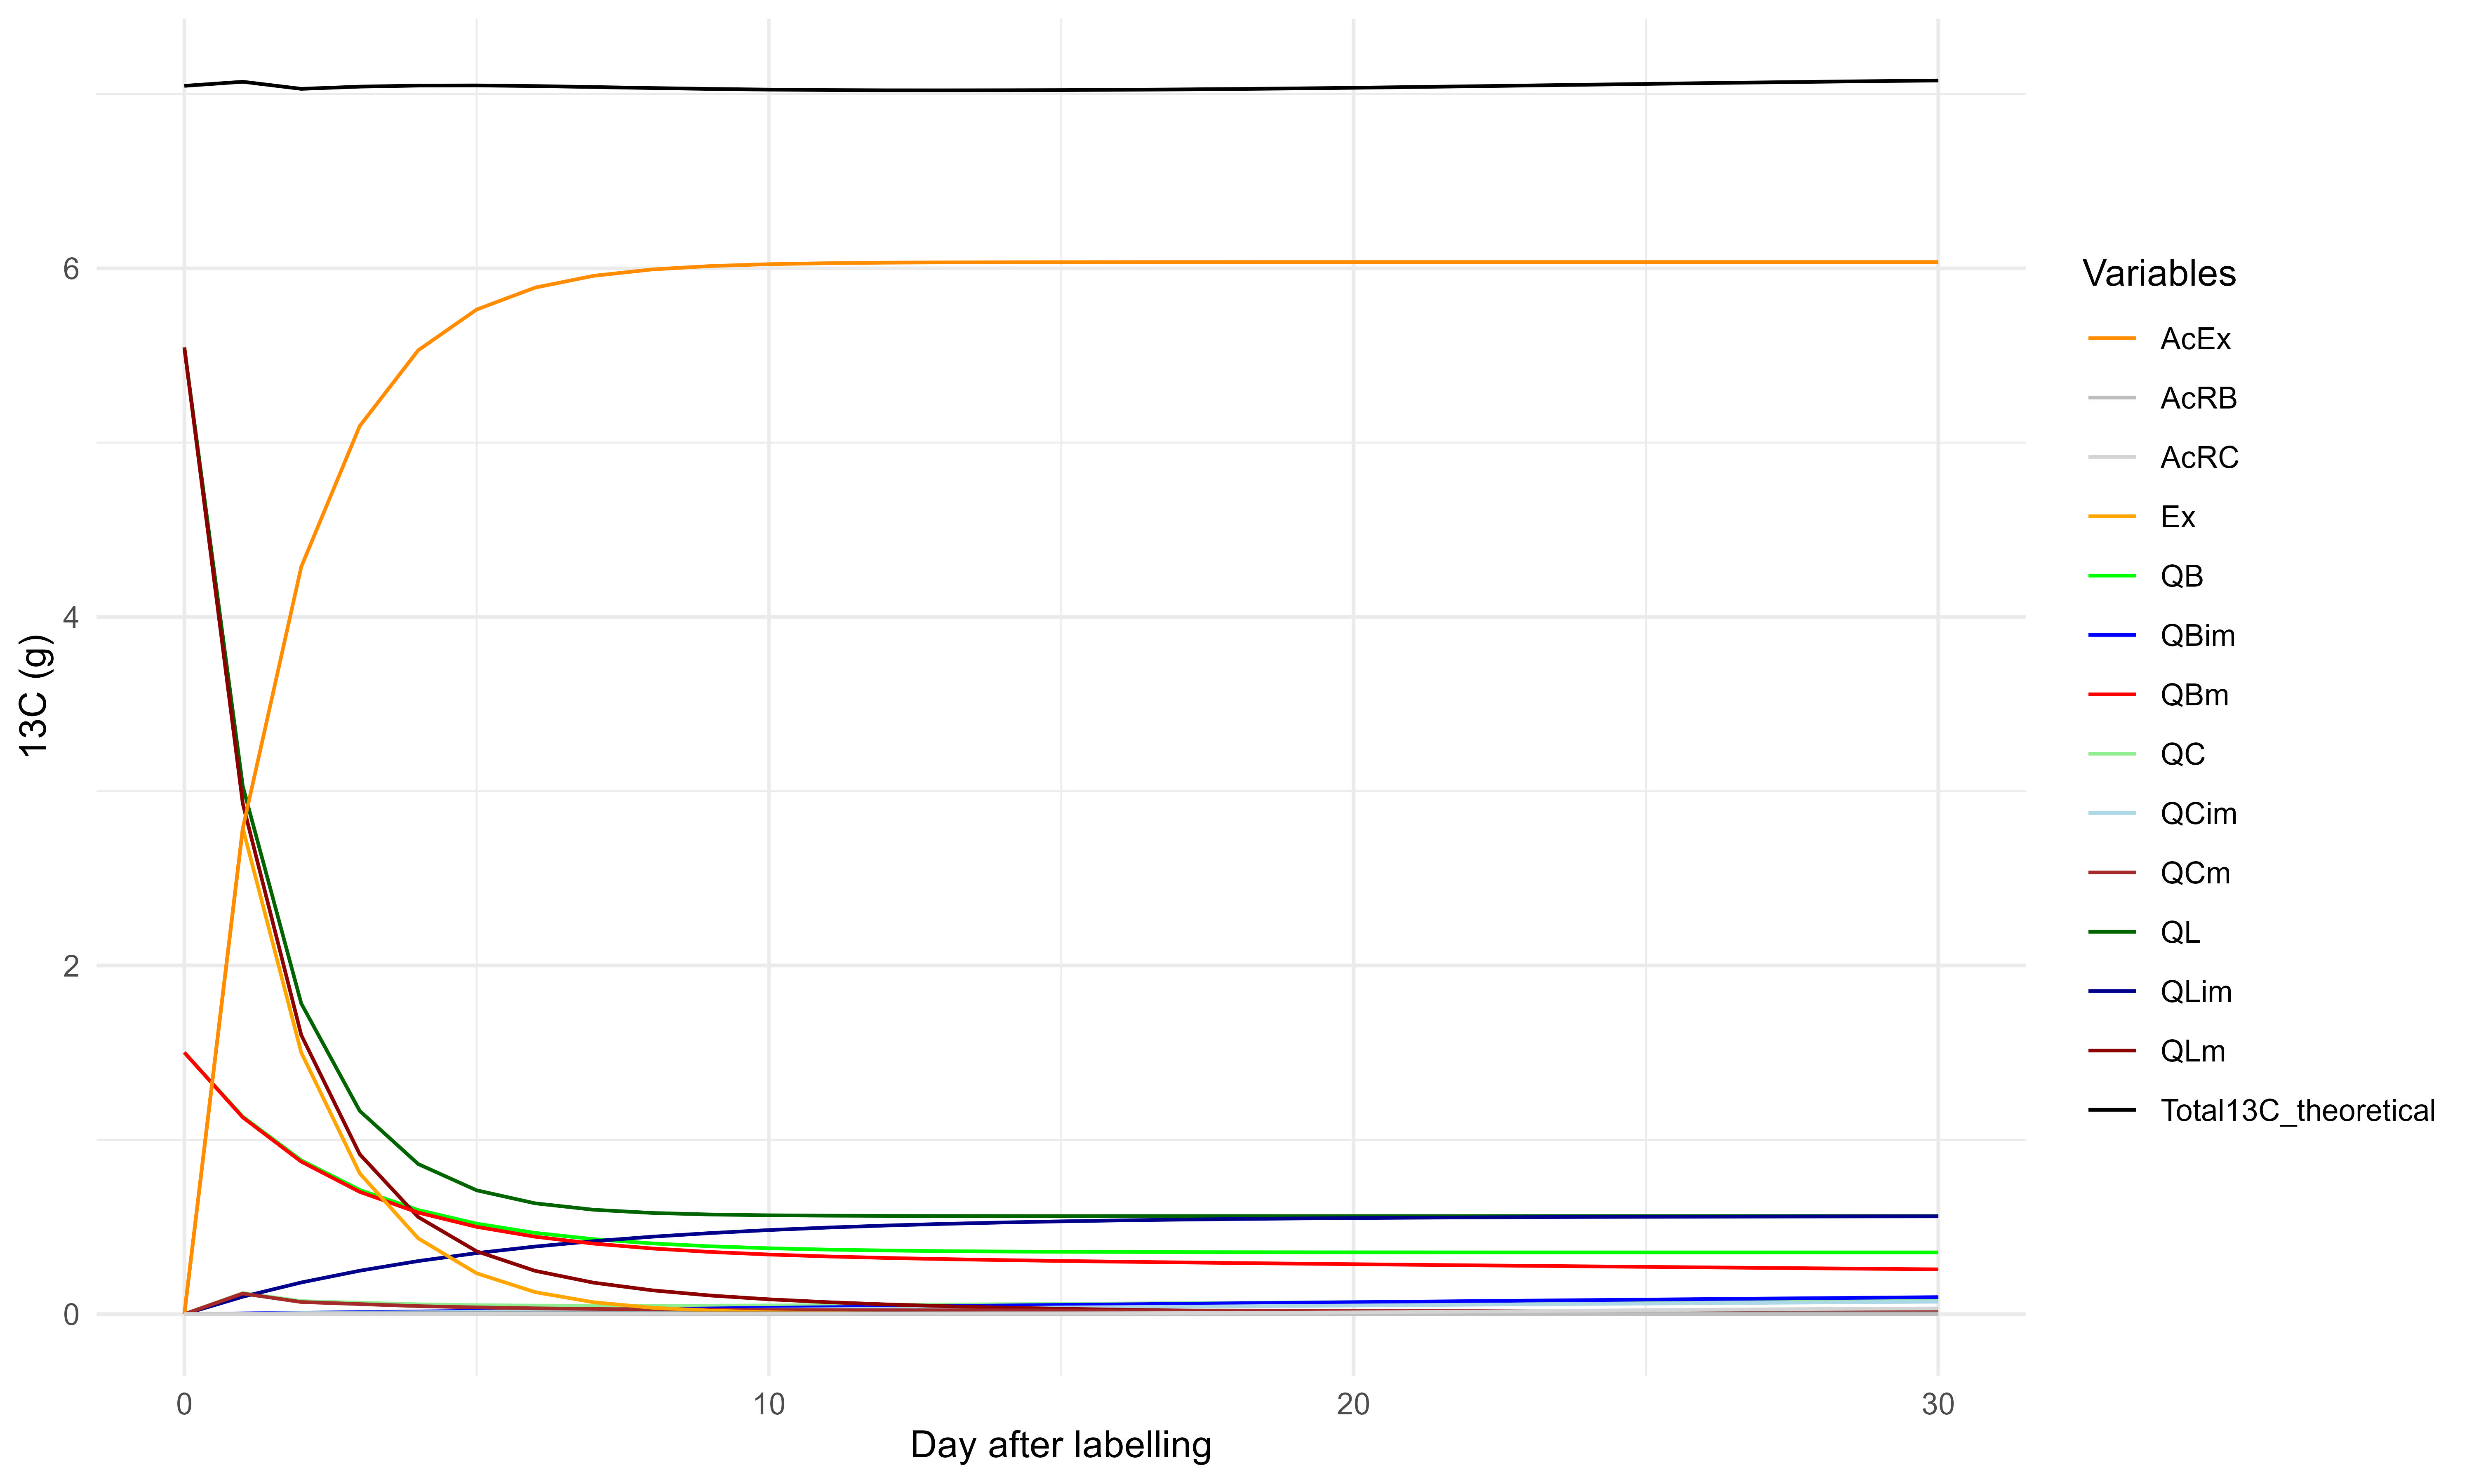 13C (g)
6
4
2
0
0 10 20 30
Day after labelling
Variables
AcEx
AcRB
AcRC
Ex
QB
QBim
QBm
QC
QCim
QCm
QL
QLim
QLm
Total13C_theoretical